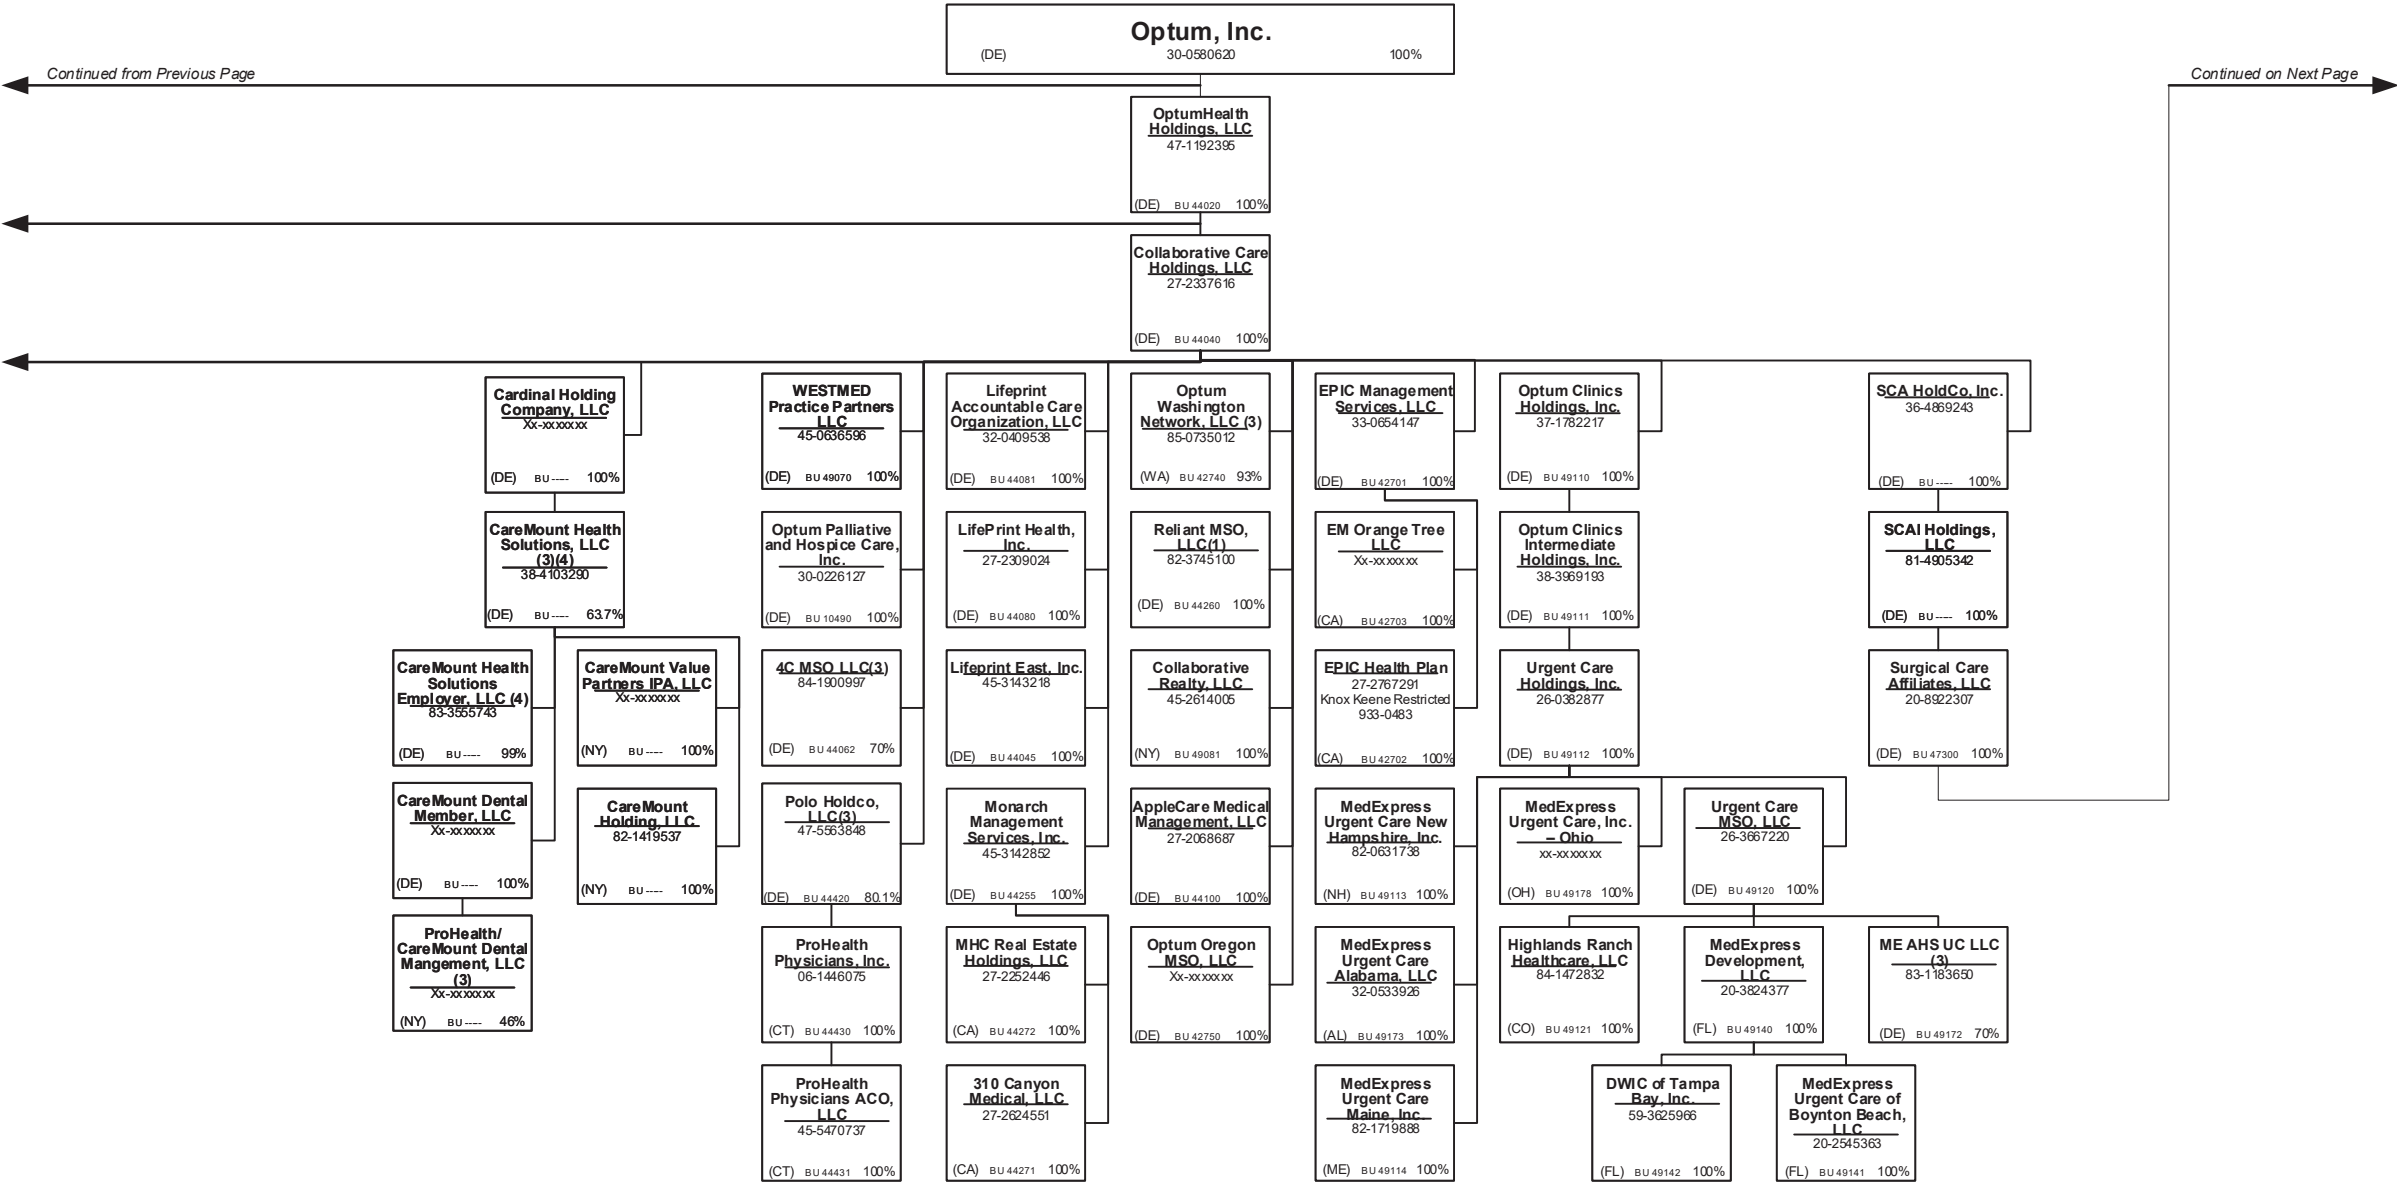 Optum, Inc.
(DE) 30-0580620 100%
Continued from Previous Page
Continued on Next Page
OptumHealth
Holdings, LLC
47-1192395
(DE) BU 44020 100%
Collaborative Care
Holdings, LLC
27-2337616
(DE) BU 44040 100%
Cardinal Holding
Company, LLC
Xx-xxxxxxx
(DE) BU ----- 100%
WESTMED
Practice Partners
LLC
45-0636596
(DE) BU 49070 100%
Lifeprint
Accountable Care
Organization, LLC
32-0409538
(DE) BU 44081 100%
Optum
Washington
Network, LLC (3)
85-0735012
(WA) BU 42740 93%
EPIC Management
Services, LLC
33-0654147
(DE) BU 42701 100%
Optum Clinics
Holdings, Inc.
37-1782217
(DE) BU 49110 100%
SCA HoldCo, Inc.
36-4869243
(DE) BU ----- 100%
CareMount Health
Solutions, LLC
(3)(4)
38-4103290
(DE) BU ----- 63.7%
Optum Palliative
and Hospice Care,
Inc.
30-0226127
(DE) BU 10490 100%
LifePrint Health,
Inc.
27-2309024
(DE) BU 44080 100%
Reliant MSO,
LLC(1)
82-3745100
(DE) BU 44260 100%
EM Orange Tree
LLC
Xx-xxxxxxx
(CA) BU 42703 100%
Optum Clinics
Intermediate
Holdings, Inc.
38-3969193
(DE) BU 49111 100%
SCAI Holdings,
LLC
81-4905342
(DE) BU ----- 100%
CareMount Health
Solutions
Employer, LLC (4)
83-3555743
(DE) BU ----- 99%
CareMount Value
Partners IPA, LLC
Xx-xxxxxxx
(NY) BU ----- 100%
4C MSO LLC(3)
84-1900997
(DE) BU 44062 70%
Lifeprint East, Inc.
45-3143218
(DE) BU 44045 100%
Collaborative
Realty, LLC
45-2614005
(NY) BU 49081 100%
EPIC Health Plan
27-2767291
Knox Keene Restricted
933-0483
(CA) BU 42702 100%
Urgent Care
Holdings, Inc.
26-0382877
(DE) BU 49112 100%
Surgical Care
Affiliates, LLC
20-8922307
(DE) BU 47300 100%
CareMount Dental
Member, LLC
Xx-xxxxxxx
(DE) BU ----- 100%
CareMount
Holding, LLC
82-1419537
(NY) BU ----- 100%
Polo Holdco,
LLC(3)
47-5563848
(DE) BU 44420 80.1%
Monarch
Management
Services, Inc.
45-3142852
(DE) BU 44255 100%
AppleCare Medical
Management, LLC
27-2068687
(DE) BU 44100 100%
MedExpress
Urgent Care New
Hampshire, Inc.
82-0631738
(NH) BU 49113 100%
MedExpress
Urgent Care, Inc.
– Ohio
xx-xxxxxxx
(OH) BU 49178 100%
Urgent Care
MSO, LLC
26-3667220
(DE) BU 49120 100%
ProHealth/
CareMount Dental
Mangement, LLC
(3)
Xx-xxxxxxx
(NY) BU ----- 46%
ProHealth
Physicians, Inc.
06-1446075
(CT) BU 44430 100%
MHC Real Estate
Holdings, LLC
27-2252446
(CA) BU 44272 100%
Optum Oregon
MSO, LLC
Xx-xxxxxxx
(DE) BU 42750 100%
MedExpress
Urgent Care
Alabama, LLC
32-0533926
(AL) BU 49173 100%
Highlands Ranch
Healthcare, LLC
84-1472832
(CO) BU 49121 100%
MedExpress
Development,
LLC
20-3824377
(FL) BU 49140 100%
ME AHS UC LLC
(3)
83-1183650
(DE) BU 49172 70%
ProHealth
Physicians ACO,
LLC
45-5470737
(CT) BU 44431 100%
310 Canyon
Medical, LLC
27-2624551
(CA) BU 44271 100%
MedExpress
Urgent Care
Maine, Inc.
82-1719888
(ME) BU 49114 100%
DWIC of Tampa
Bay, Inc.
59-3625966
(FL) BU 49142 100%
MedExpress
Urgent Care of
Boynton Beach,
LLC
20-2545363
(FL) BU 49141 100%